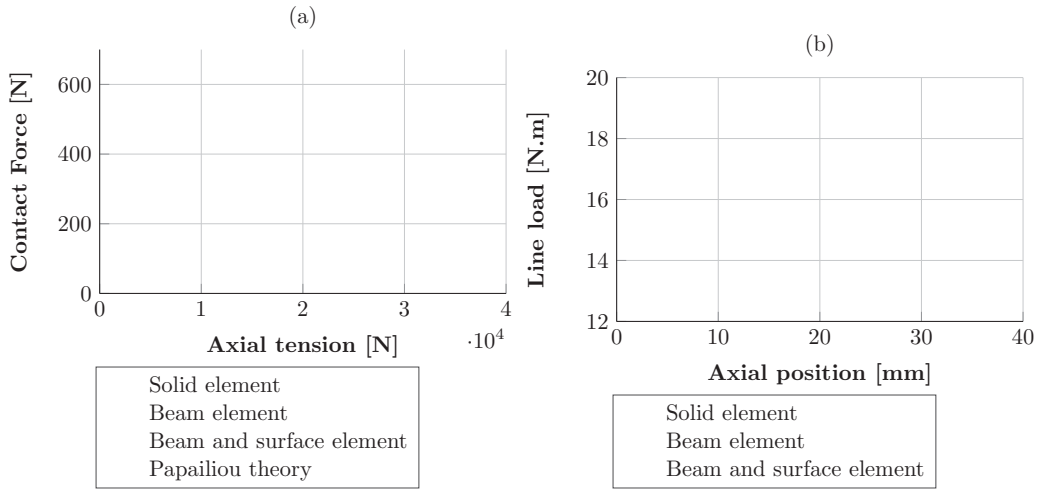 (a)
Contact Force [N]
600
400
200
0
0 1 2 3 4
·10⁴
Axial tension [N]
Solid element
Beam element
Beam and surface element
Papailiou theory
(b)
Line load [N.m]
20
18
16
14
12
0 10 20 30 40
Axial position [mm]
Solid element
Beam element
Beam and surface element